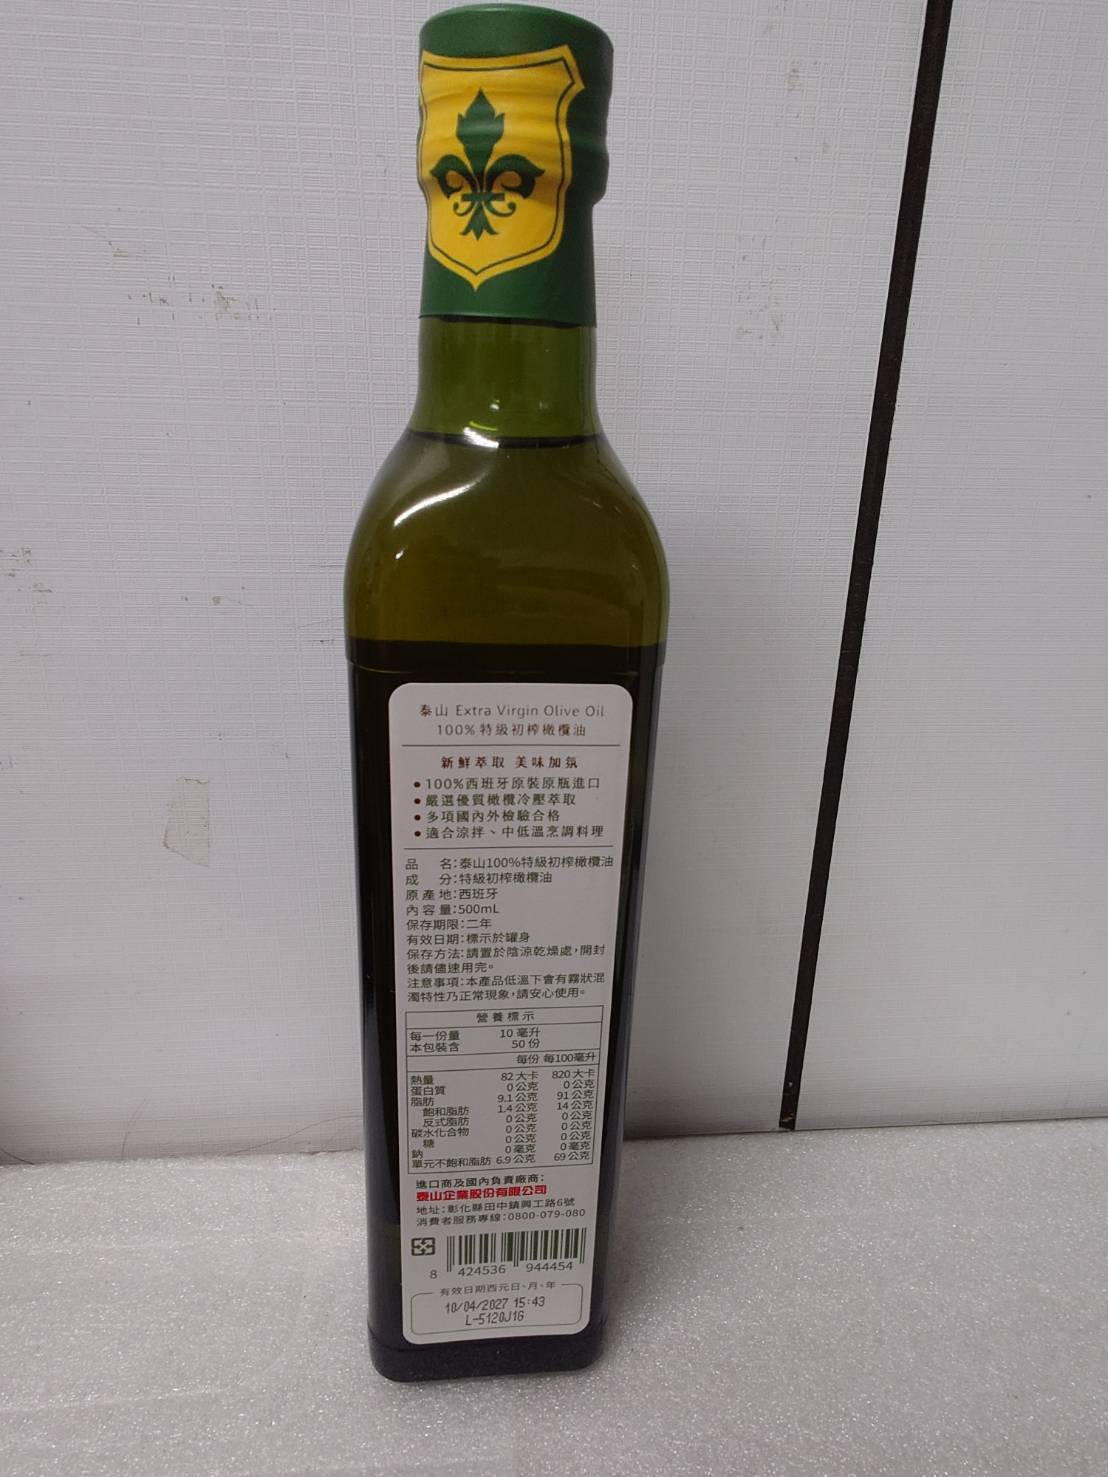 泰山 Extra Virgin Olive Oil
100% 特級初榨橄欖油
新鮮萃取 美味加氛
• 100%西班牙原裝原瓶進口
• 嚴選優質橄欖冷壓萃取
• 多項國內外檢驗合格
• 適合涼拌、中低溫烹調料理
品 名:泰山100%特級初榨橄欖油
成 分:特級初榨橄欖油
原產地:西班牙
內容量:500mL
保存期限:二年
有效日期:標示於罐身
保存方法:請置於陰涼乾燥處,開封
後請儘速用完。
注意事項:本產品低溫下會有霧狀混
濁特性乃正常現象,請安心使用。
營養標示
每一份量 10 毫升
本包裝含 50 份
每份 每100毫升
熱量 82 大卡 820 大卡
蛋白質 0 公克 0 公克
脂肪 9.1 公克 91 公克
飽和脂肪 1.4 公克 14 公克
反式脂肪 0 公克 0 公克
碳水化合物 0 公克 0 公克
糖 0 公克 0 公克
鈉 0 毫克 0 毫克
單元不飽和脂肪 6.9 公克 69 公克
進口商及國內負責廠商:
泰山企業股份有限公司
地址:彰化縣田中鎮興工路6號
消費者服務專線:0800-079-080
8 424536 944454
有效日期西元日、月、年
10/04/2027 15:43
L-5120J1G